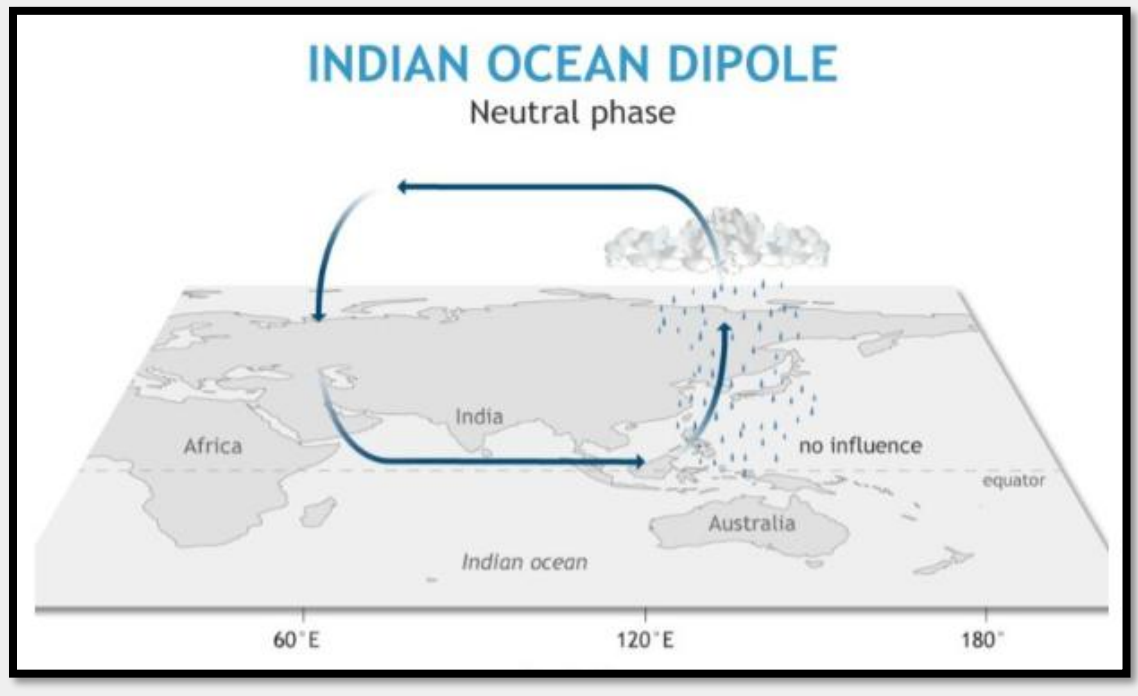 INDIAN OCEAN DIPOLE
Neutral phase
India
Africa
no influence
equator
Australia
Indian ocean
60°E
120°E
180°